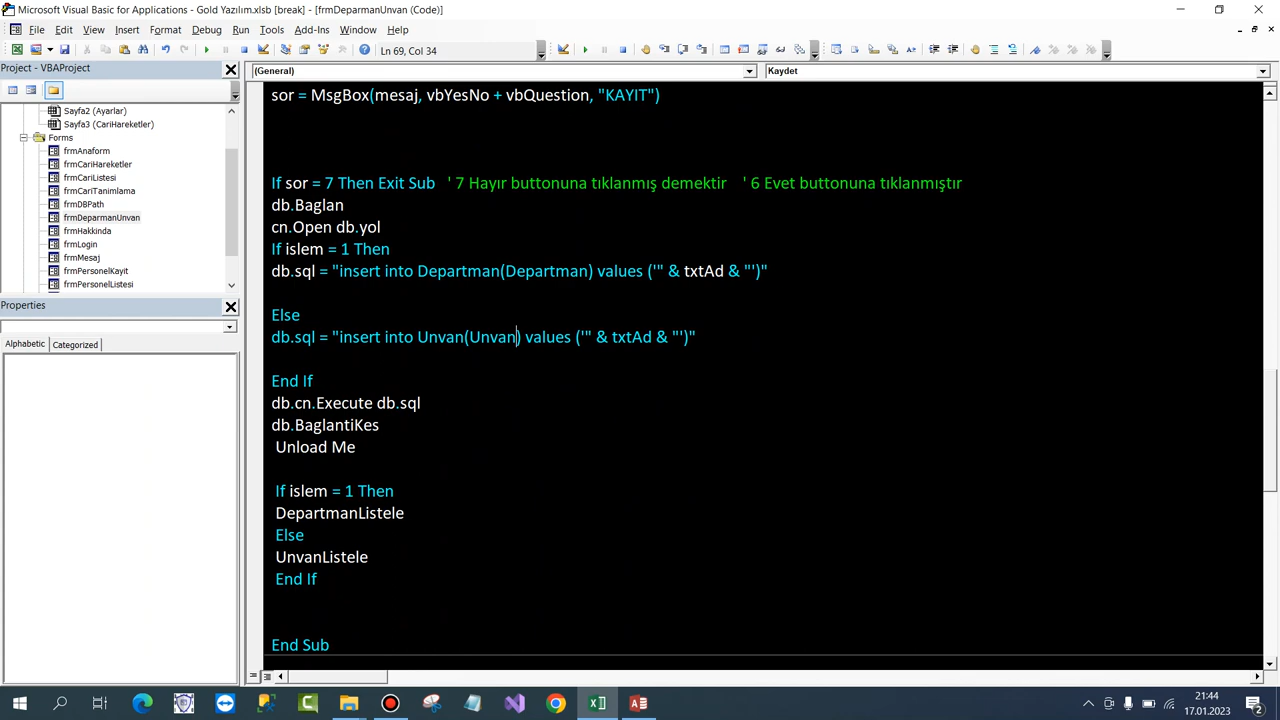 Microsoft Visual Basic for Applications - Gold Yazılım.xlsb [break] - [frmDeparmanUnvan (Code)]
File Edit View Insert Format Debug Run Tools Add-Ins Window Help
Ln 69, Col 34
Project - VBAProject
(General) Kaydet
Sayfa2 (Ayarlar)
Sayfa3 (CariHareketler)
Forms
frmAnaform
frmCariHareketler
frmCariListesi
frmCariTanimlama
frmDBPath
frmDeparmanUnvan
frmHakkinda
frmLogin
frmMesaj
frmPersonelKayit
frmPersonelListesi
Properties
Alphabetic Categorized
sor = MsgBox(mesaj, vbYesNo + vbQuestion, "KAYIT")
If sor = 7 Then Exit Sub ' 7 Hayır buttonuna tıklanmış demektir ' 6 Evet buttonuna tıklanmıştır
db.Baglan
cn.Open db.yol
If islem = 1 Then
db.sql = "insert into Departman(Departman) values ('" & txtAd & "')"
Else
db.sql = "insert into Unvan(Unvan) values ('" & txtAd & "')"
End If
db.cn.Execute db.sql
db.BaglantiKes
Unload Me
If islem = 1 Then
DepartmanListele
Else
UnvanListele
End If
End Sub
21:44
17.01.2023
2